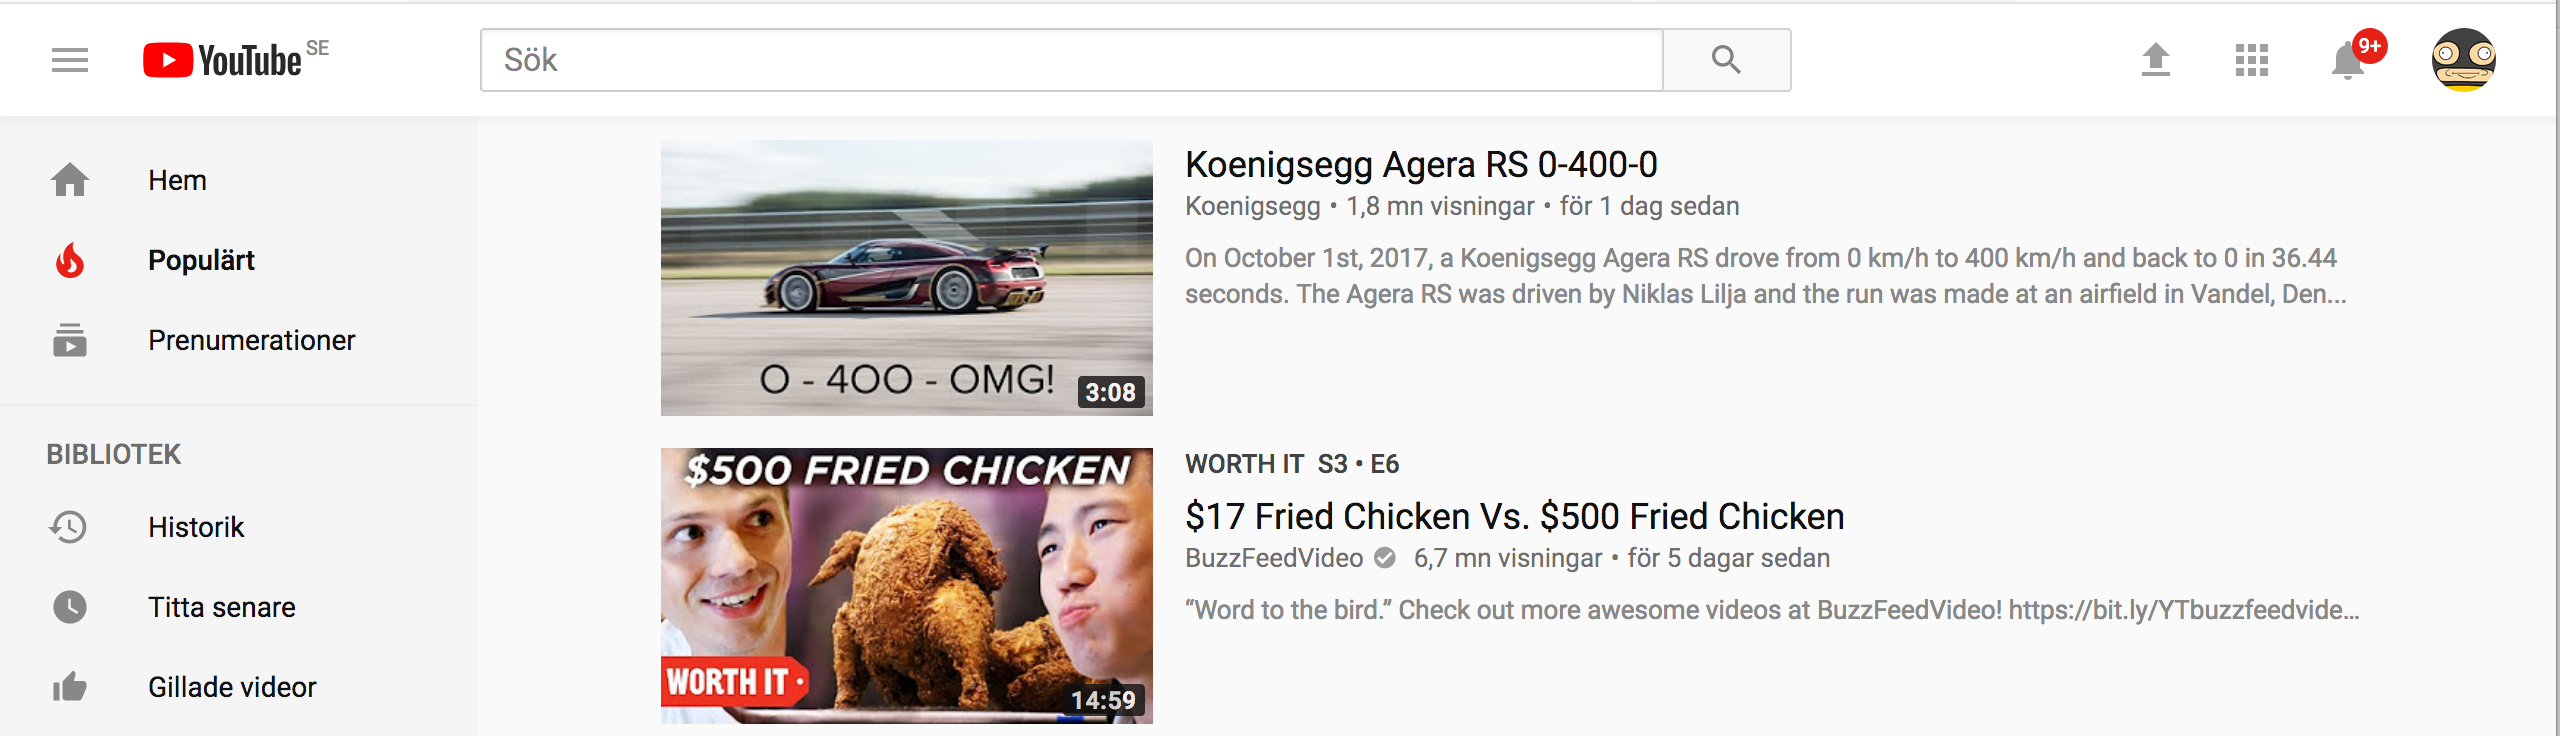 YouTube SE
Sök
9+
Hem
Populärt
Prenumerationer
BIBLIOTEK
Historik
Titta senare
Gillade videor
O - 400 - OMG!
3:08
Koenigsegg Agera RS 0-400-0
Koenigsegg • 1,8 mn visningar • för 1 dag sedan
On October 1st, 2017, a Koenigsegg Agera RS drove from 0 km/h to 400 km/h and back to 0 in 36.44
seconds. The Agera RS was driven by Niklas Lilja and the run was made at an airfield in Vandel, Den...
$500 FRIED CHICKEN
WORTH IT •
14:59
WORTH IT S3 • E6
$17 Fried Chicken Vs. $500 Fried Chicken
BuzzFeedVideo 6,7 mn visningar • för 5 dagar sedan
“Word to the bird.” Check out more awesome videos at BuzzFeedVideo! https://bit.ly/YTbuzzfeedvide...